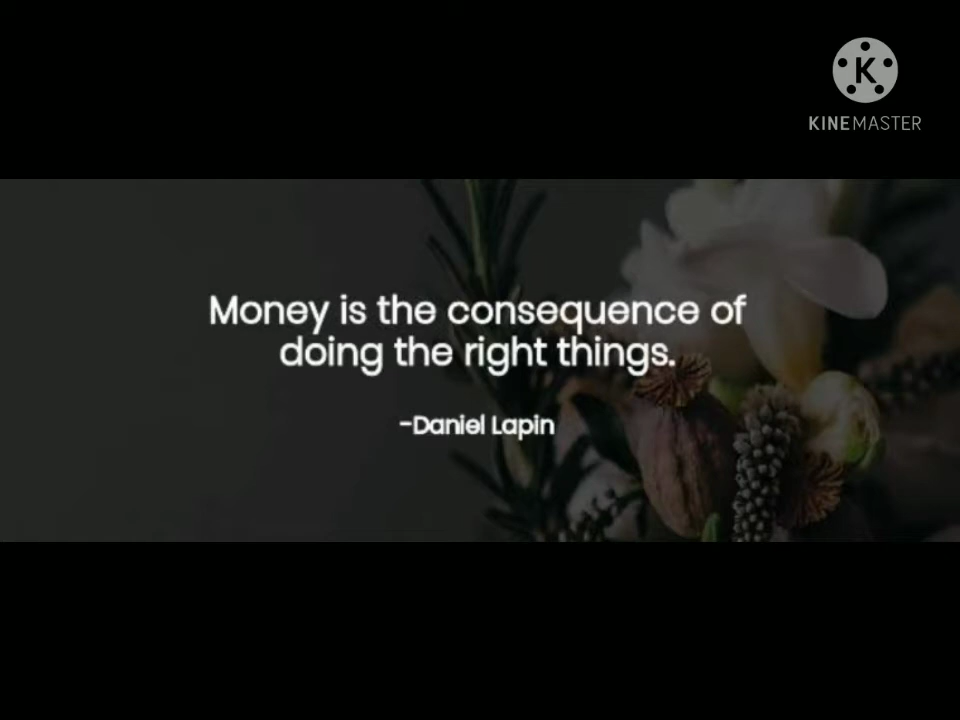 KINEMASTER
Money is the consequence of
doing the right things.
-Daniel Lapin